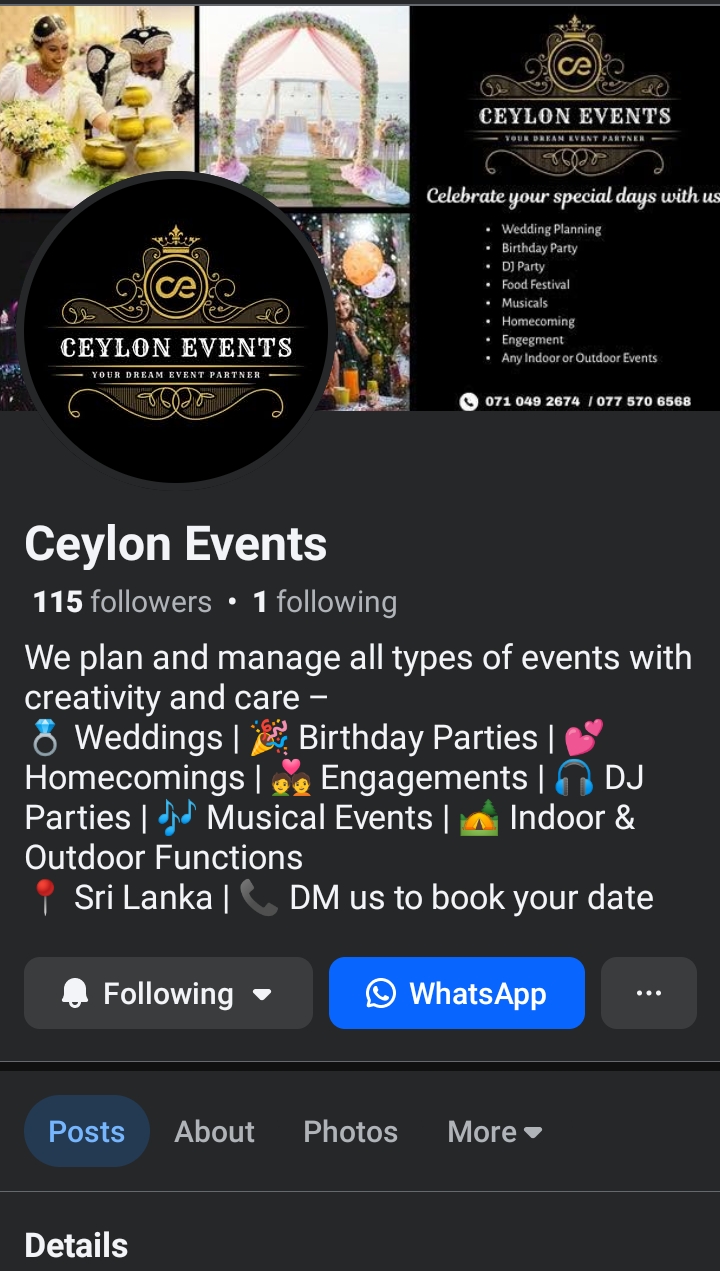 ce
CEYLON EVENTS
YOUR DREAM EVENT PARTNER
Celebrate your special days with us
• Wedding Planning
• Birthday Party
• DJ Party
• Food Festival
• Musicals
• Homecoming
• Engegment
• Any Indoor or Outdoor Events
071 049 2674 / 077 570 6568
ce
CEYLON EVENTS
YOUR DREAM EVENT PARTNER
Ceylon Events
115 followers • 1 following
We plan and manage all types of events with
creativity and care –
💍 Weddings | 🎉 Birthday Parties | 💕
Homecomings | 💑 Engagements | 🎧 DJ
Parties | 🎶 Musical Events | 🏕️ Indoor &
Outdoor Functions
📍 Sri Lanka | 📞 DM us to book your date
Following
WhatsApp
...
Posts About Photos More
Details